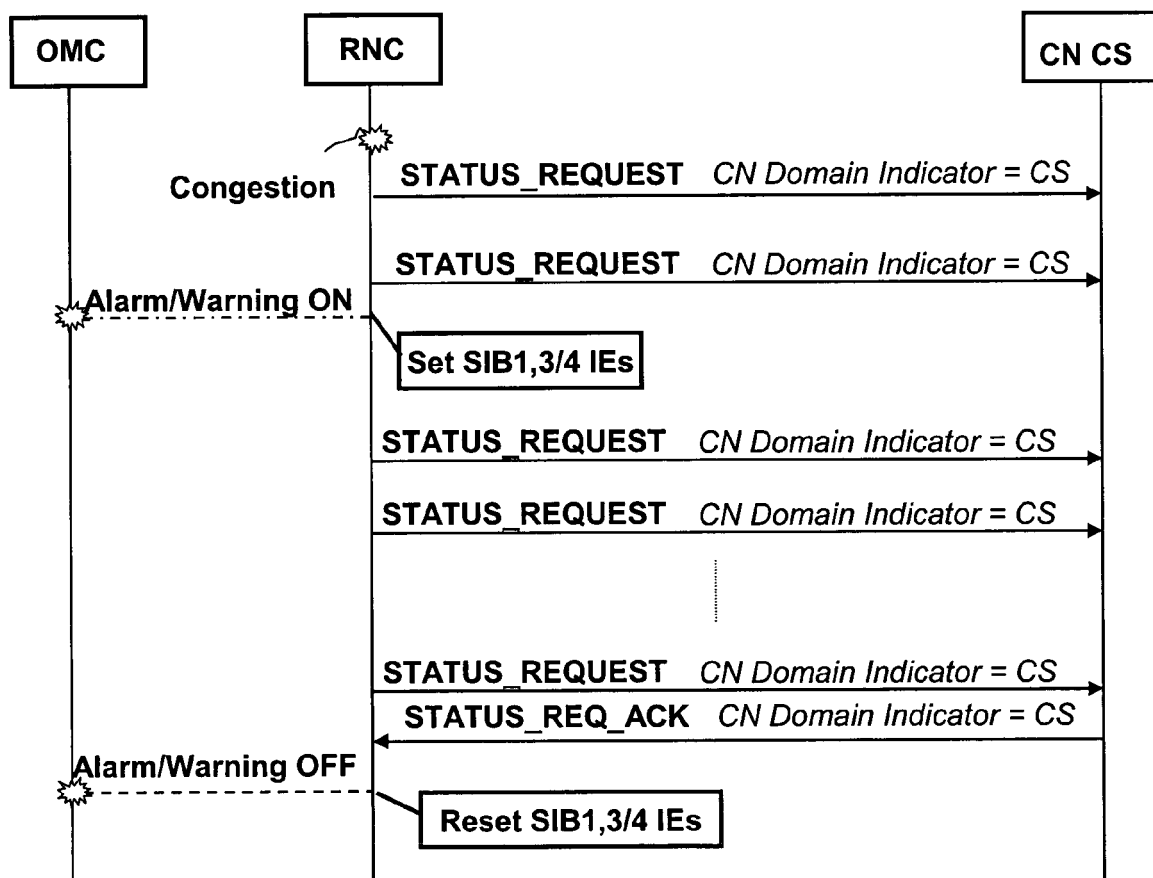 OMC
RNC
CN CS
Congestion
STATUS_REQUEST CN Domain Indicator = CS
STATUS_REQUEST CN Domain Indicator = CS
Alarm/Warning ON
Set SIB1,3/4 IEs
STATUS_REQUEST CN Domain Indicator = CS
STATUS_REQUEST CN Domain Indicator = CS
STATUS_REQUEST CN Domain Indicator = CS
STATUS_REQ_ACK CN Domain Indicator = CS
Alarm/Warning OFF
Reset SIB1,3/4 IEs